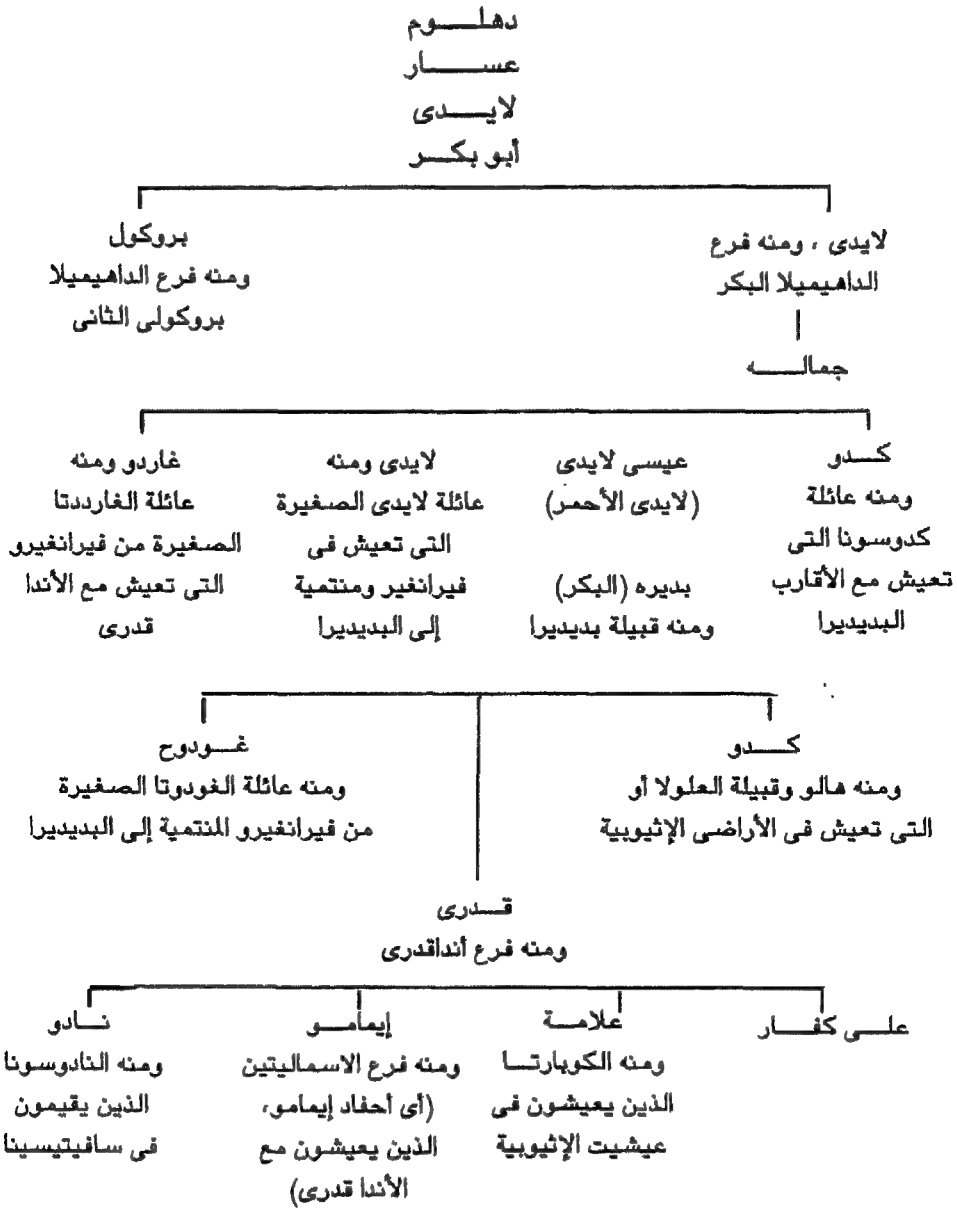 دهلوم
عسار
لايدى
أبو بكر
لايدى ، ومنه فرع
الداهيميلا البكر
بروكول
ومنه فرع الداهيميلا
بروكولى الثانى
جماله
كدو
ومنه عائلة
كدوسونا التى
تعيش مع الأقارب
البديديرا
عيسى لايدى
(لايدى الأحمر)
بديره (البكر)
ومنه قبيلة بديديرا
لايدى ومنه
عائلة لايدى الصغيرة
التى تعيش فى
فيرانغير ومنتمية
إلى البديديرا
غاردو ومنه
عائلة الغارددتا
الصغيرة من فيرانغيرو
التى تعيش مع الأندا
قدرى
كدو
ومنه هالو وقبيلة العلولا أو
التى تعيش فى الأراضى الإثيوبية
غودوح
ومنه عائلة الغودوتا الصغيرة
من فيرانغيرو المنتمية إلى البديديرا
قدرى
ومنه فرع أنداقدرى
على كفار
علامة
ومنه الكوبارتا
الذين يعيشون فى
عيشيت الإثيوبية
إيمامو
ومنه فرع الاسماليتين
(أى أحفاد إيمامو،
الذين يعيشون مع
الأندا قدرى)
نادو
ومنه النادوسونا
الذين يقيمون
فى سافيتيسينا